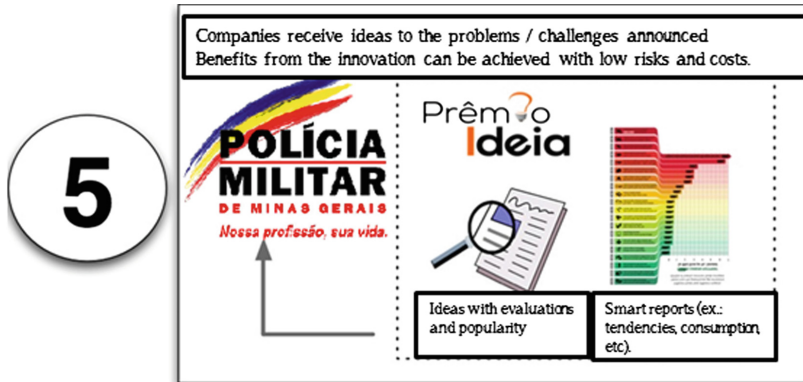 5
Companies receive ideas to the problems / challenges announced
Benefits from the innovation can be achieved with low risks and costs.
POLÍCIA
MILITAR
DE MINAS GERAIS
Nossa profissão, sua vida.
Prêm?o
Ideia
Ideas with evaluations
and popularity
Smart reports (ex.:
tendencies, consumption,
etc).